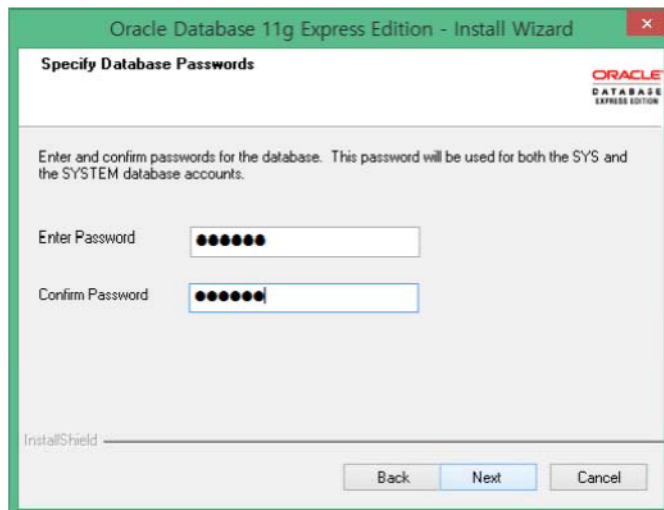 Oracle Database 11g Express Edition - Install Wizard
Specify Database Passwords
ORACLE
DATABASE
EXPRESS EDITION
Enter and confirm passwords for the database. This password will be used for both the SYS and
the SYSTEM database accounts.
Enter Password
Confirm Password
InstallShield
Back Next Cancel